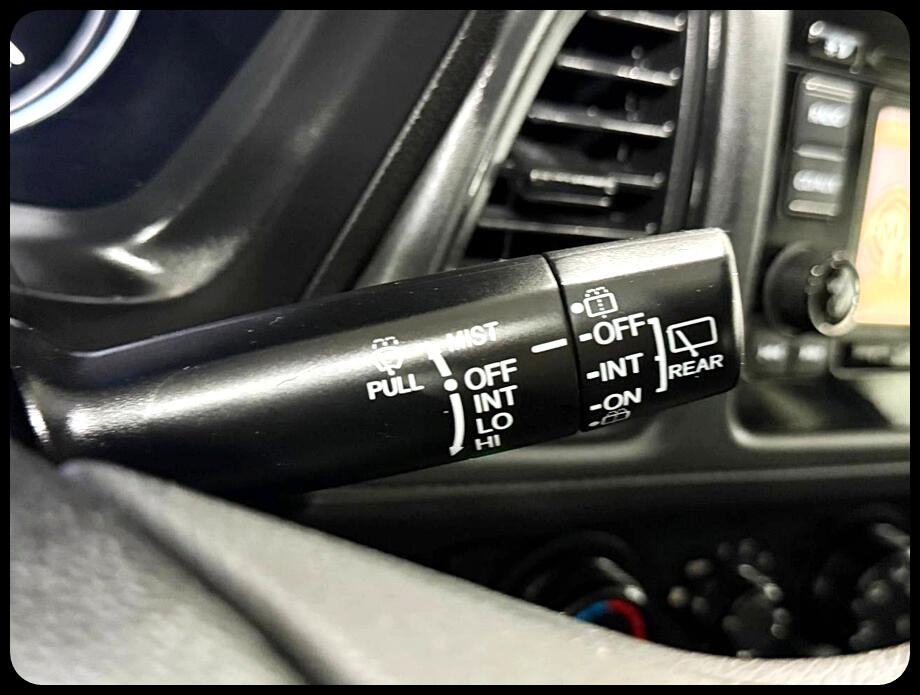 MIST
PULL
OFF
INT
LO
HI
-OFF
-INT
-ON
REAR